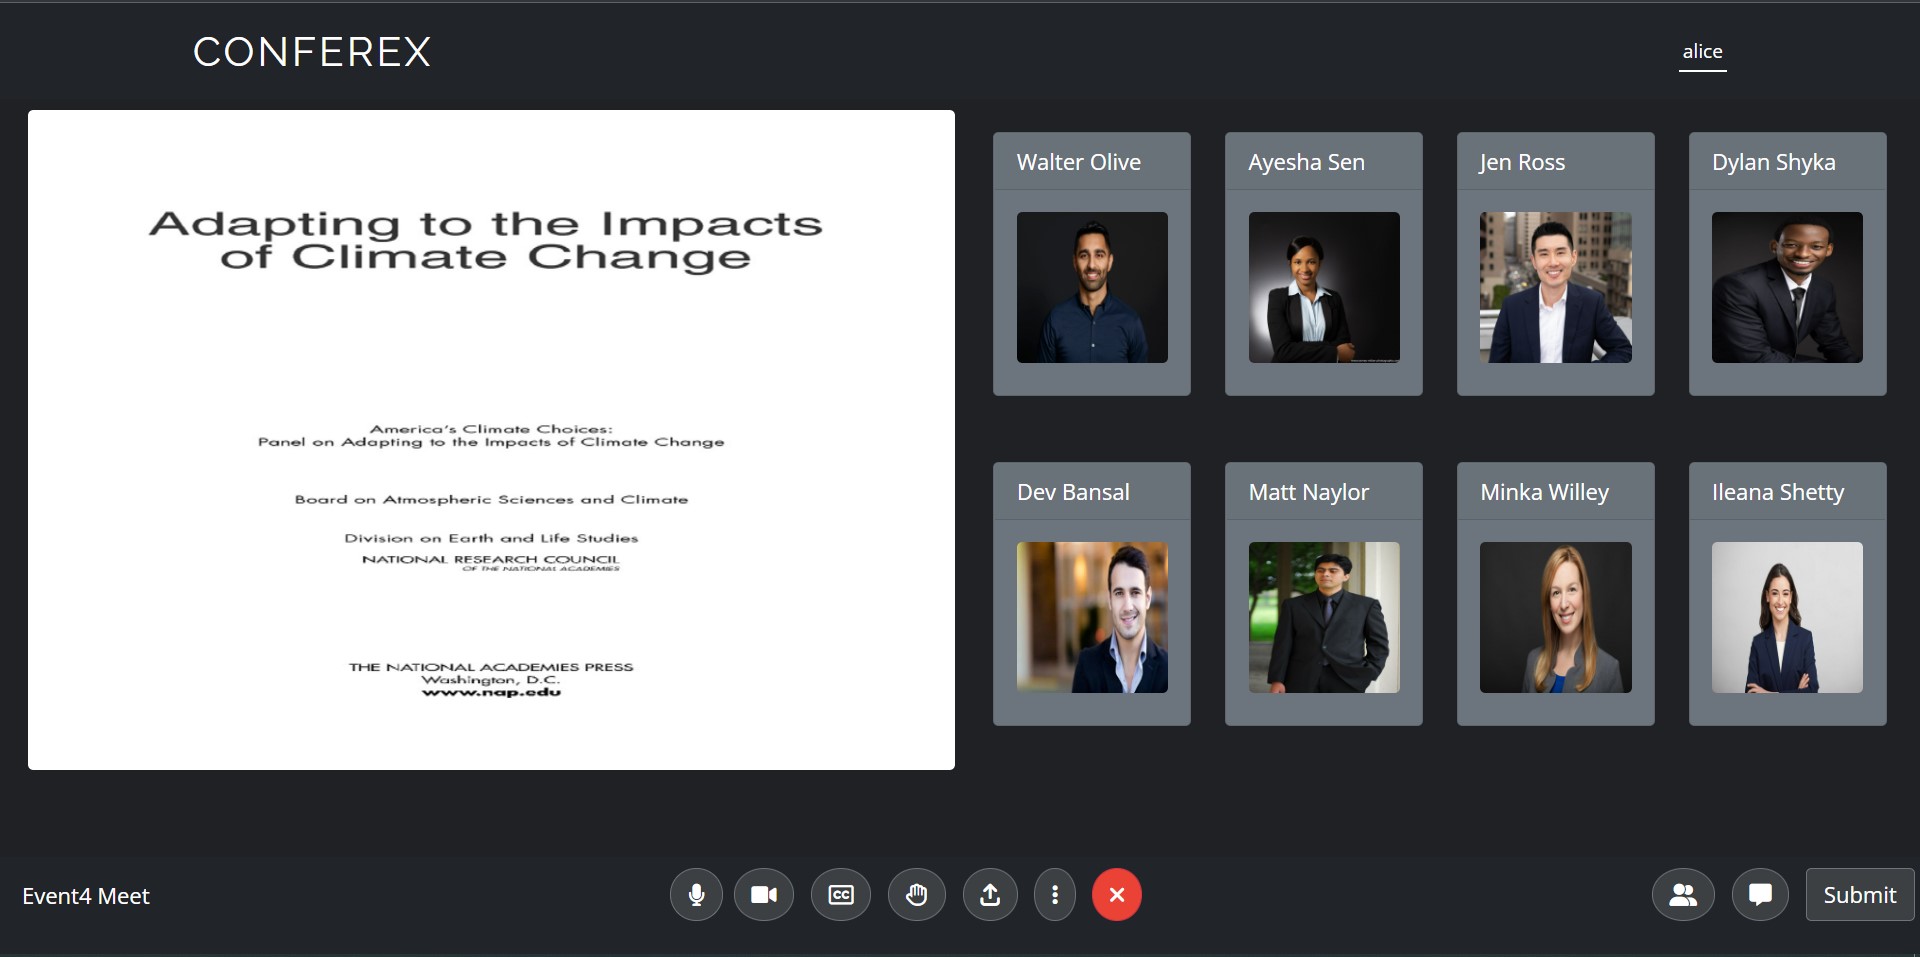 CONFEREX
alice
Adapting to the Impacts
of Climate Change
America's Climate Choices:
Panel on Adapting to the Impacts of Climate Change
Board on Atmospheric Sciences and Climate
Division on Earth and Life Studies
NATIONAL RESEARCH COUNCIL
OF THE NATIONAL ACADEMIES
THE NATIONAL ACADEMIES PRESS
Washington, D.C.
www.nap.edu
Walter Olive
Ayesha Sen
Jen Ross
Dylan Shyka
Dev Bansal
Matt Naylor
Minka Willey
Ileana Shetty
Event4 Meet
CC
Submit